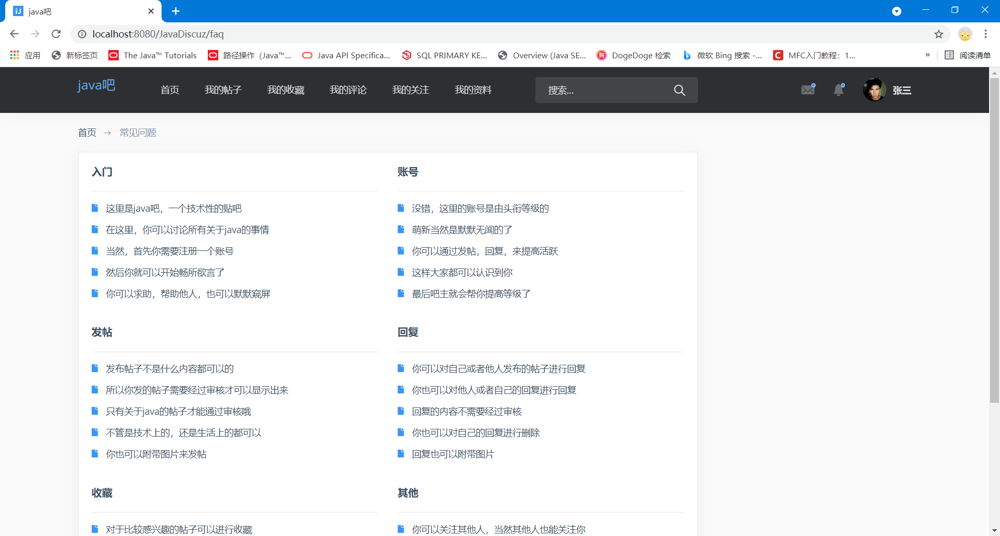 java吧
localhost:8080/JavaDiscuz/faq
应用 新标签页 The Java™ Tutorials 路径操作（Java™... Java API Specifica... SQL PRIMARY KE... Overview (Java SE... DogeDoge 检索 微软 Bing 搜索 -... MFC入门教程：1... » 阅读清单
java吧 首页 我的帖子 我的收藏 我的评论 我的关注 我的资料 搜索... 张三
首页 → 常见问题
入门
这里是java吧，一个技术性的贴吧
在这里，你可以讨论所有关于java的事情
当然，首先你需要注册一个账号
然后你就可以开始畅所欲言了
你可以求助，帮助他人，也可以默默窥屏
账号
没错，这里的账号是由头衔等级的
萌新当然是默默无闻的了
你可以通过发帖，回复，来提高活跃
这样大家都可以认识到你
最后吧主就会帮你提高等级了
发帖
发布帖子不是什么内容都可以的
所以你发的帖子需要经过审核才可以显示出来
只有关于java的帖子才能通过审核哦
不管是技术上的，还是生活上的都可以
你也可以附带图片来发帖
回复
你可以对自己或者他人发布的帖子进行回复
你也可以对他人或者自己的回复进行回复
回复的内容不需要经过审核
你也可以对自己的回复进行删除
回复也可以附带图片
收藏
对于比较感兴趣的帖子可以进行收藏
其他
你可以关注其他人，当然其他人也能关注你